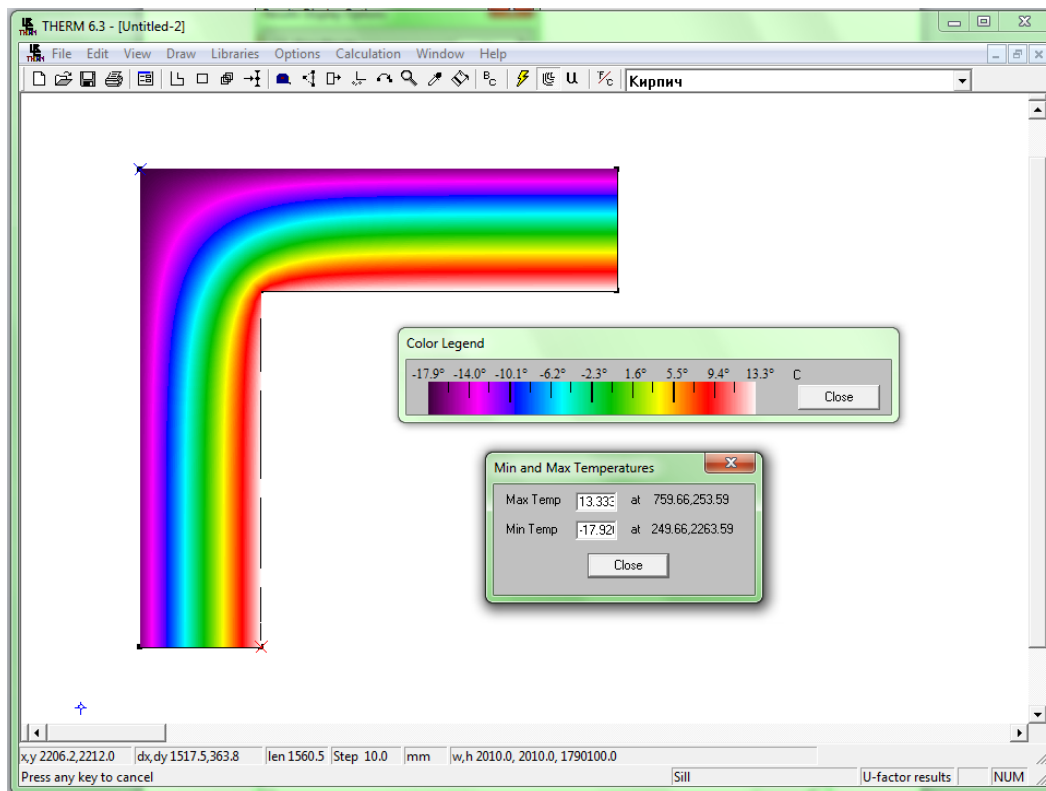 THERM 6.3 - [Untitled-2]
File Edit View Draw Libraries Options Calculation Window Help
Кирпич
Color Legend
-17.9° -14.0° -10.1° -6.2° -2.3° 1.6° 5.5° 9.4° 13.3° C
Close
Min and Max Temperatures
Max Temp 13.333 at 759.66,253.59
Min Temp -17.920 at 249.66,2263.59
Close
x,y 2206.2,2212.0 dx,dy 1517.5,363.8 len 1560.5 Step 10.0 mm w,h 2010.0, 2010.0, 1790100.0
Press any key to cancel Sill U-factor results NUM